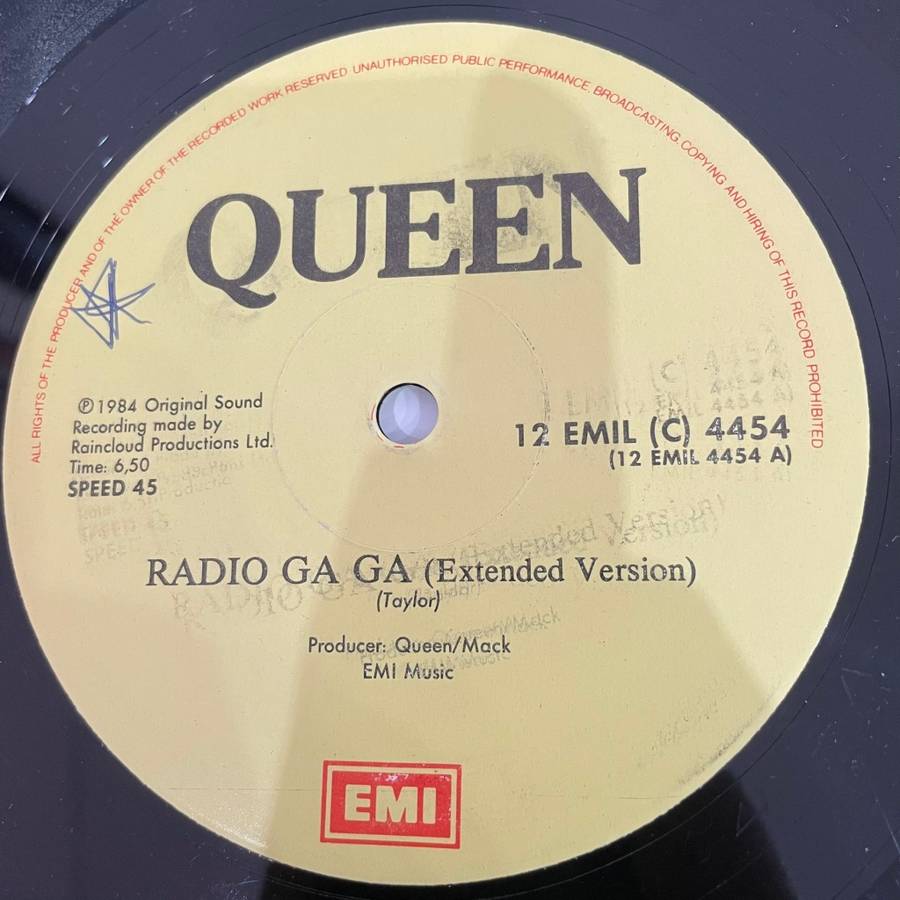 ALL RIGHTS OF THE PRODUCER AND OF THE OWNER OF THE RECORDED WORK RESERVED UNAUTHORISED PUBLIC PERFORMANCE, BROADCASTING, COPYING AND HIRING OF THIS RECORD PROHIBITED
QUEEN
℗ 1984 Original Sound
Recording made by
Raincloud Productions Ltd.
Time: 6,50
SPEED 45
12 EMIL (C) 4454
(12 EMIL 4454 A)
RADIO GA GA (Extended Version)
(Taylor)
Producer: Queen/Mack
EMI Music
EMI